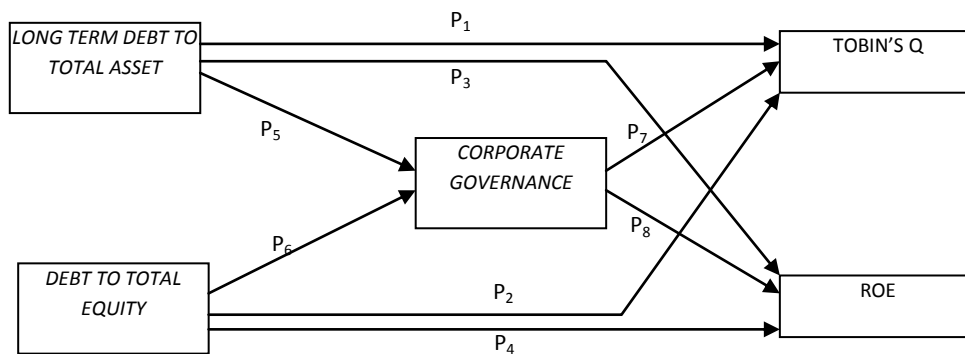 P1
LONG TERM DEBT TO
TOTAL ASSET
TOBIN'S Q
P3
P5
P7
CORPORATE
GOVERNANCE
P8
P6
DEBT TO TOTAL
EQUITY
P2
ROE
P4